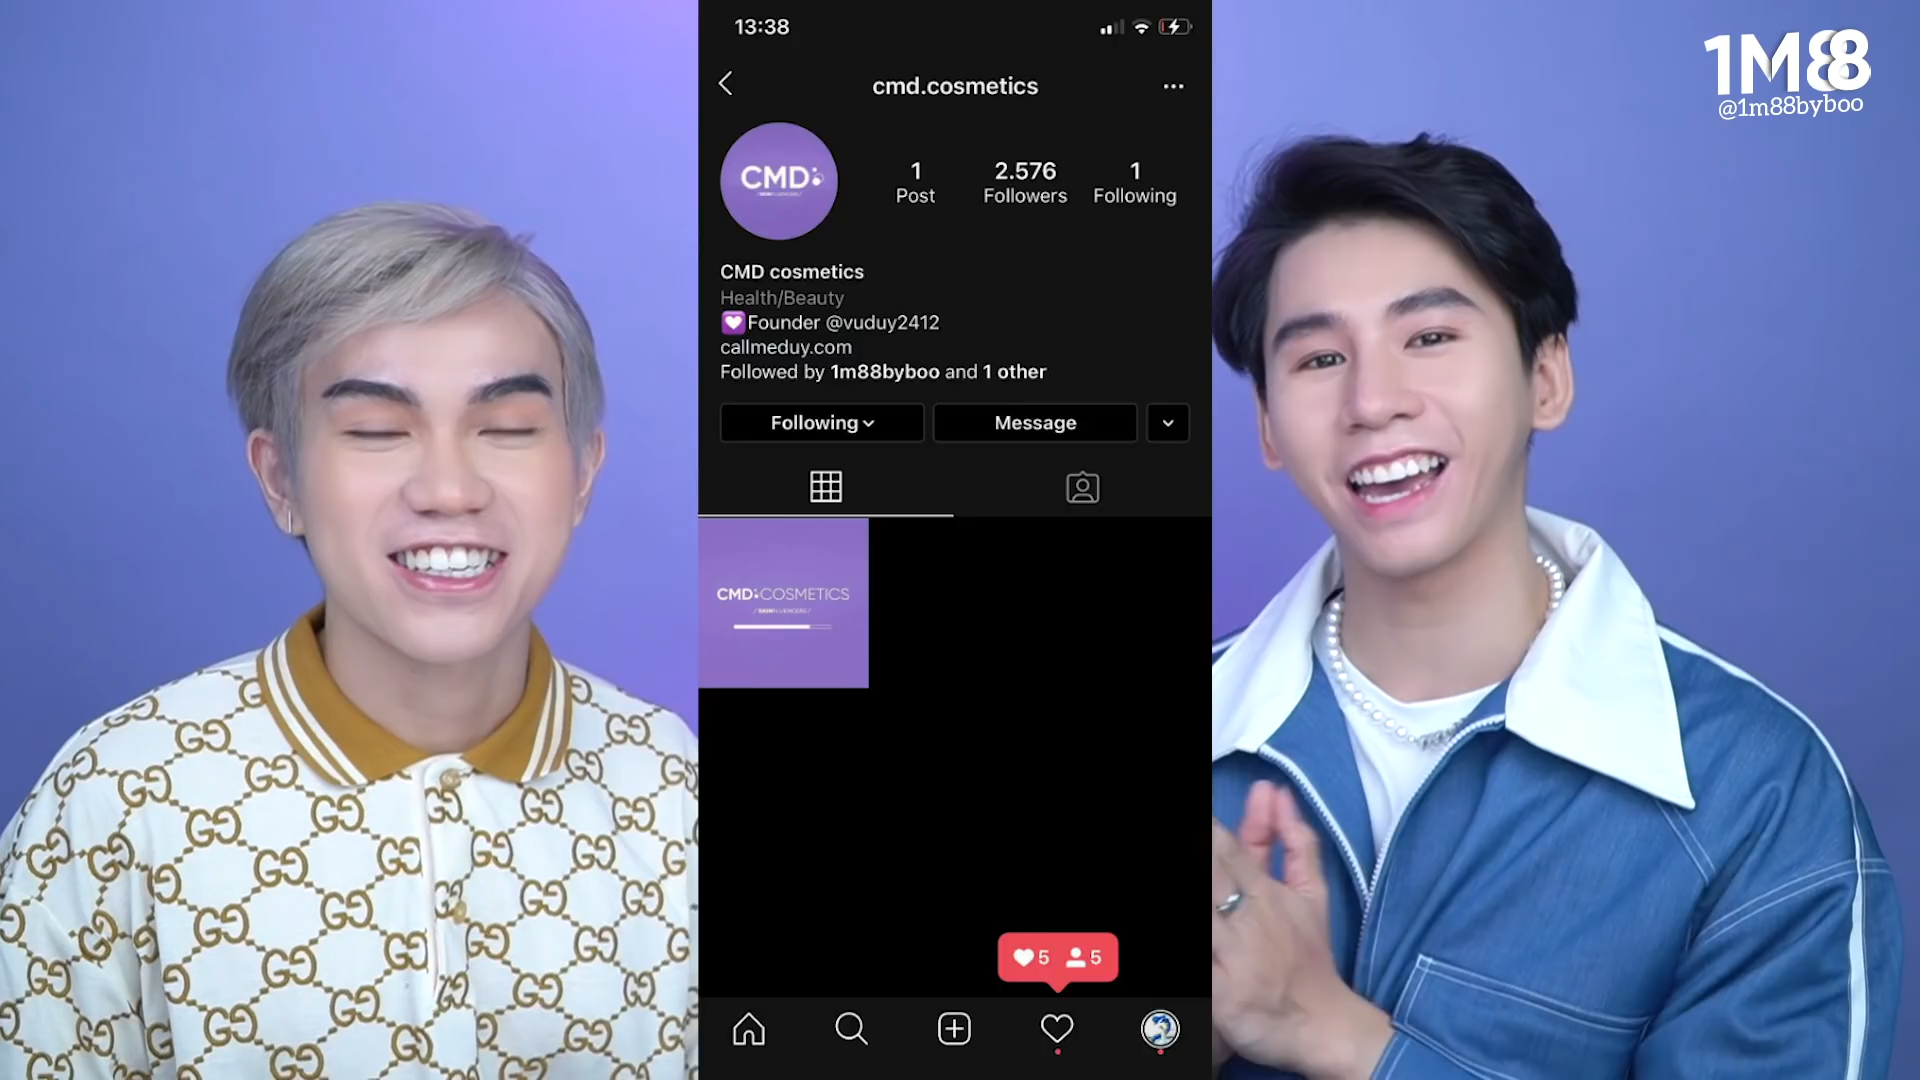 13:38
1M88
@1m88byboo
cmd.cosmetics
CMD
1
Post
2.576
Followers
1
Following
CMD cosmetics
Health/Beauty
Founder @vuduy2412
callmeduy.com
Followed by 1m88byboo and 1 other
Following
Message
CMD COSMETICS
/ SKINFLUENCERS /
5 5